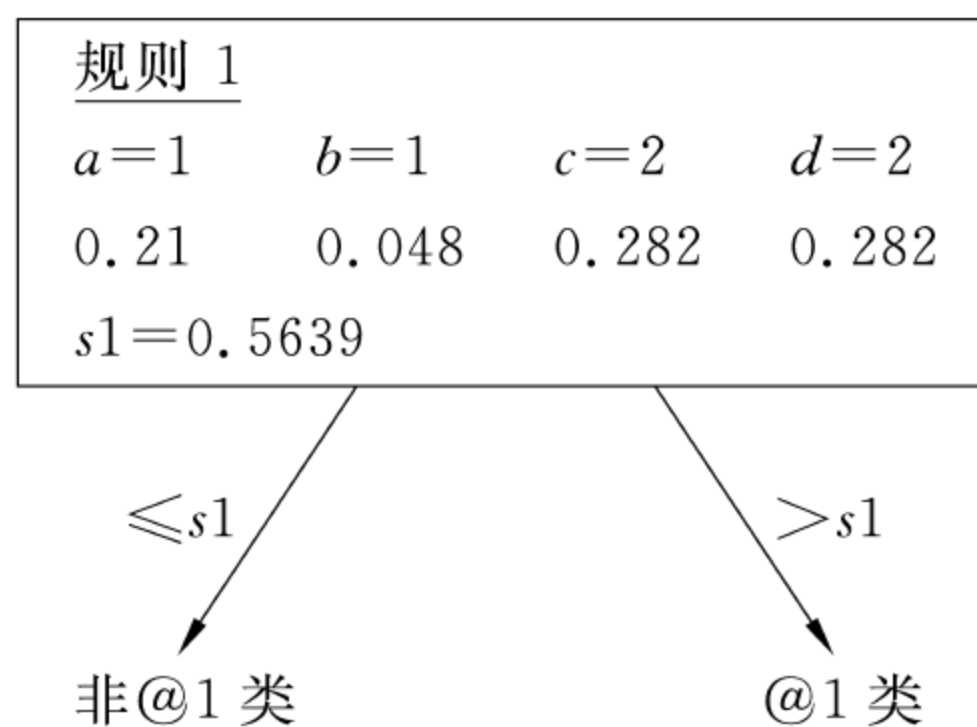 规则 1
a=1 b=1 c=2 d=2
0.21 0.048 0.282 0.282
s1=0.5639
≤s1 >s1
非@1 类 @1 类